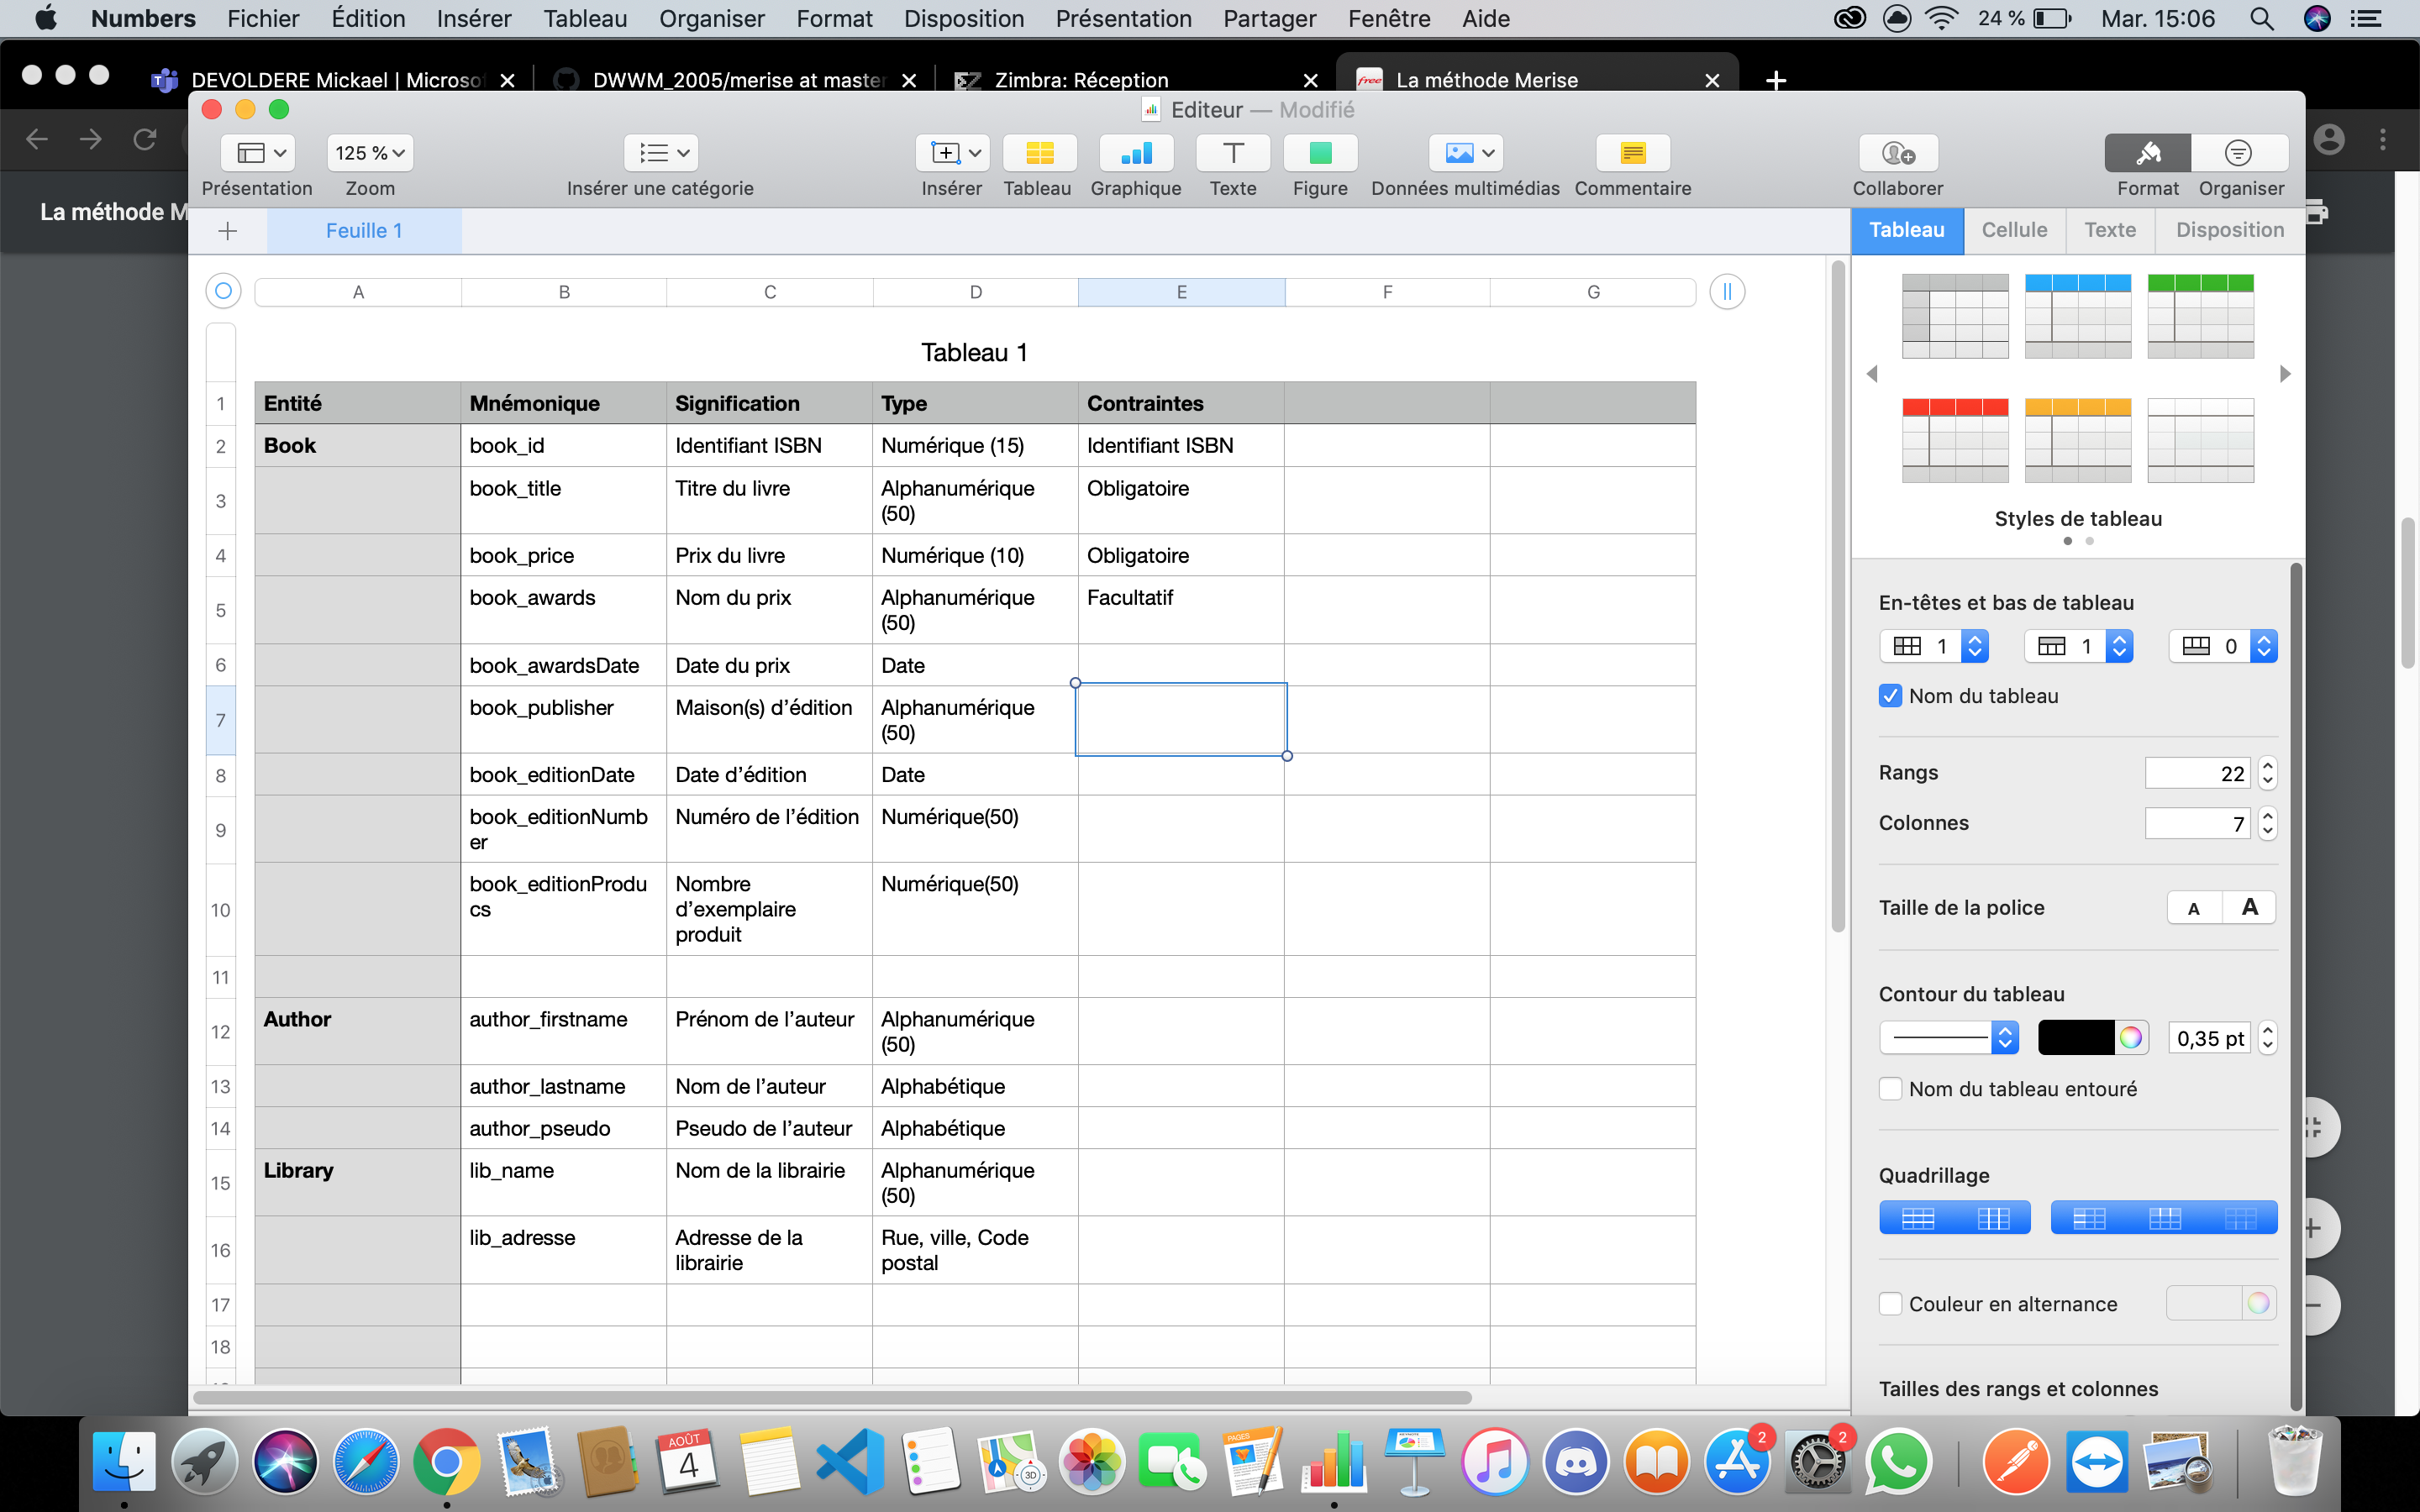 Numbers Fichier Édition Insérer Tableau Organiser Format Disposition Présentation Partager Fenêtre Aide 24 % Mar. 15:06
DEVOLDERE Mickael | Microsof DWWM_2005/merise at master Zimbra: Réception free La méthode Merise
Editeur — Modifié
125 %
Présentation Zoom Insérer une catégorie Insérer Tableau Graphique Texte Figure Données multimédias Commentaire Collaborer Format Organiser
La méthode M
Feuille 1 Tableau Cellule Texte Disposition
A B C D E F G
Tableau 1
1 Entité Mnémonique Signification Type Contraintes
2 Book book_id Identifiant ISBN Numérique (15) Identifiant ISBN
3 book_title Titre du livre Alphanumérique
(50)
Obligatoire
4 book_price Prix du livre Numérique (10) Obligatoire
5 book_awards Nom du prix Alphanumérique
(50)
Facultatif
6 book_awardsDate Date du prix Date
7 book_publisher Maison(s) d’édition Alphanumérique
(50)
8 book_editionDate Date d’édition Date
9 book_editionNumb
er
Numéro de l’édition Numérique(50)
10 book_editionProdu
cs
Nombre
d’exemplaire
produit
Numérique(50)
11
12 Author author_firstname Prénom de l’auteur Alphanumérique
(50)
13 author_lastname Nom de l’auteur Alphabétique
14 author_pseudo Pseudo de l’auteur Alphabétique
15 Library lib_name Nom de la librairie Alphanumérique
(50)
16 lib_adresse Adresse de la
librairie
Rue, ville, Code
postal
17
18
Styles de tableau
En-têtes et bas de tableau
1 1 0
Nom du tableau
Rangs 22
Colonnes 7
Taille de la police A A
Contour du tableau
0,35 pt
Nom du tableau entouré
Quadrillage
Couleur en alternance
Tailles des rangs et colonnes
AOÛT
4
3D
PAGES
2
2